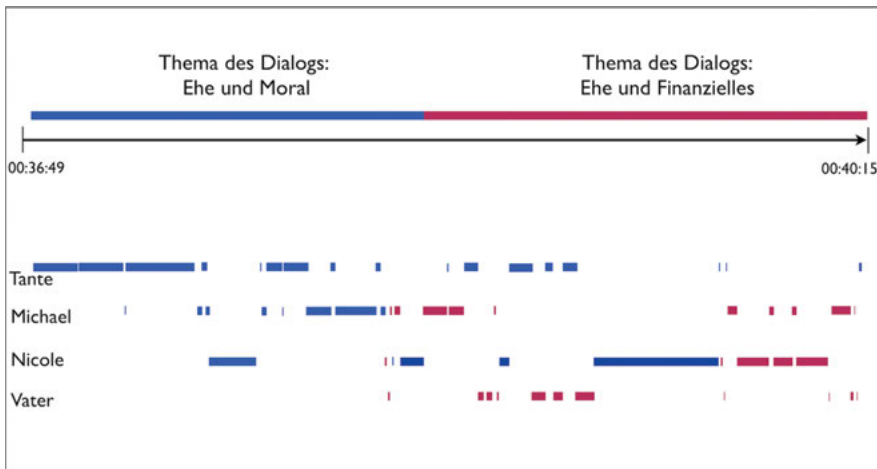 Thema des Dialogs:
Ehe und Moral
Thema des Dialogs:
Ehe und Finanzielles
00:36:49
00:40:15
Tante
Michael
Nicole
Vater